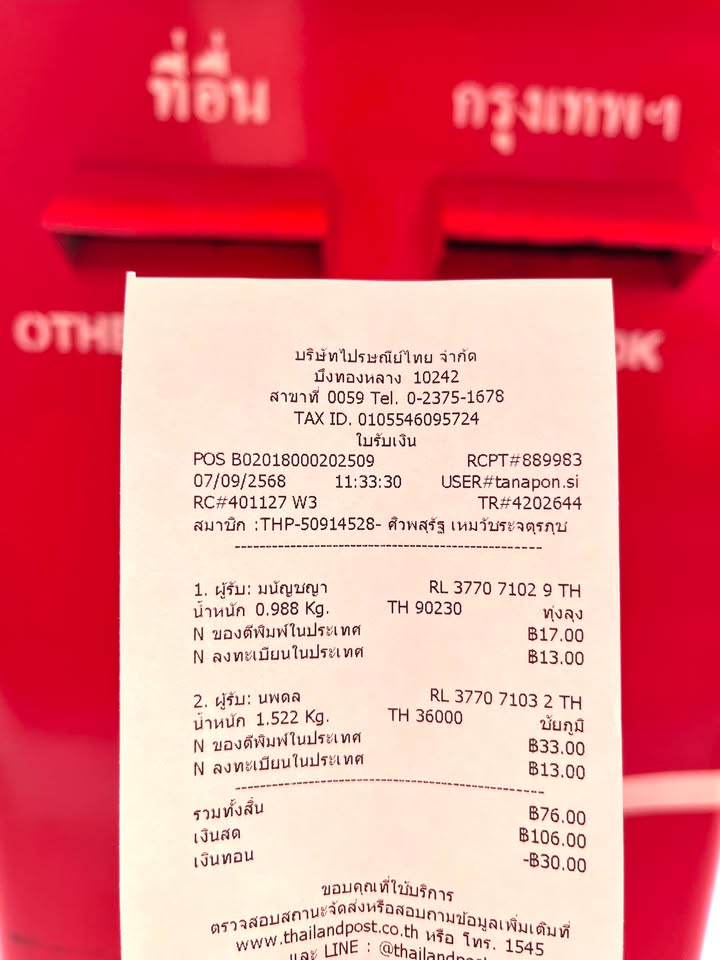 ที่อื่น
กรุงเทพฯ
บริษัทไปรษณีย์ไทย จำกัด
บึงทองหลาง 10242
สาขาที่ 0059 Tel. 0-2375-1678
TAX ID. 0105546095724
ใบรับเงิน
POS B02018000202509 RCPT#889983
07/09/2568 11:33:30 USER#tanapon.si
RC#401127 W3 TR#4202644
สมาชิก :THP-50914528- ศิวพสุรัฐ เหมวัประจตุรภุช
1. ผู้รับ: มนัญชญา RL 3770 7102 9 TH
น้ำหนัก 0.988 Kg. TH 90230 ทุ่งลุง
N ของตีพิมพ์ในประเทศ ฿17.00
N ลงทะเบียนในประเทศ ฿13.00
2. ผู้รับ: นพดล RL 3770 7103 2 TH
น้ำหนัก 1.522 Kg. TH 36000 ชัยภูมิ
N ของตีพิมพ์ในประเทศ ฿33.00
N ลงทะเบียนในประเทศ ฿13.00
รวมทั้งสิ้น ฿76.00
เงินสด ฿106.00
เงินทอน -฿30.00
ขอบคุณที่ใช้บริการ
ตรวจสอบสถานะจัดส่งหรือสอบถามข้อมูลเพิ่มเติมที่
www.thailandpost.co.th หรือ โทร. 1545
และ LINE :